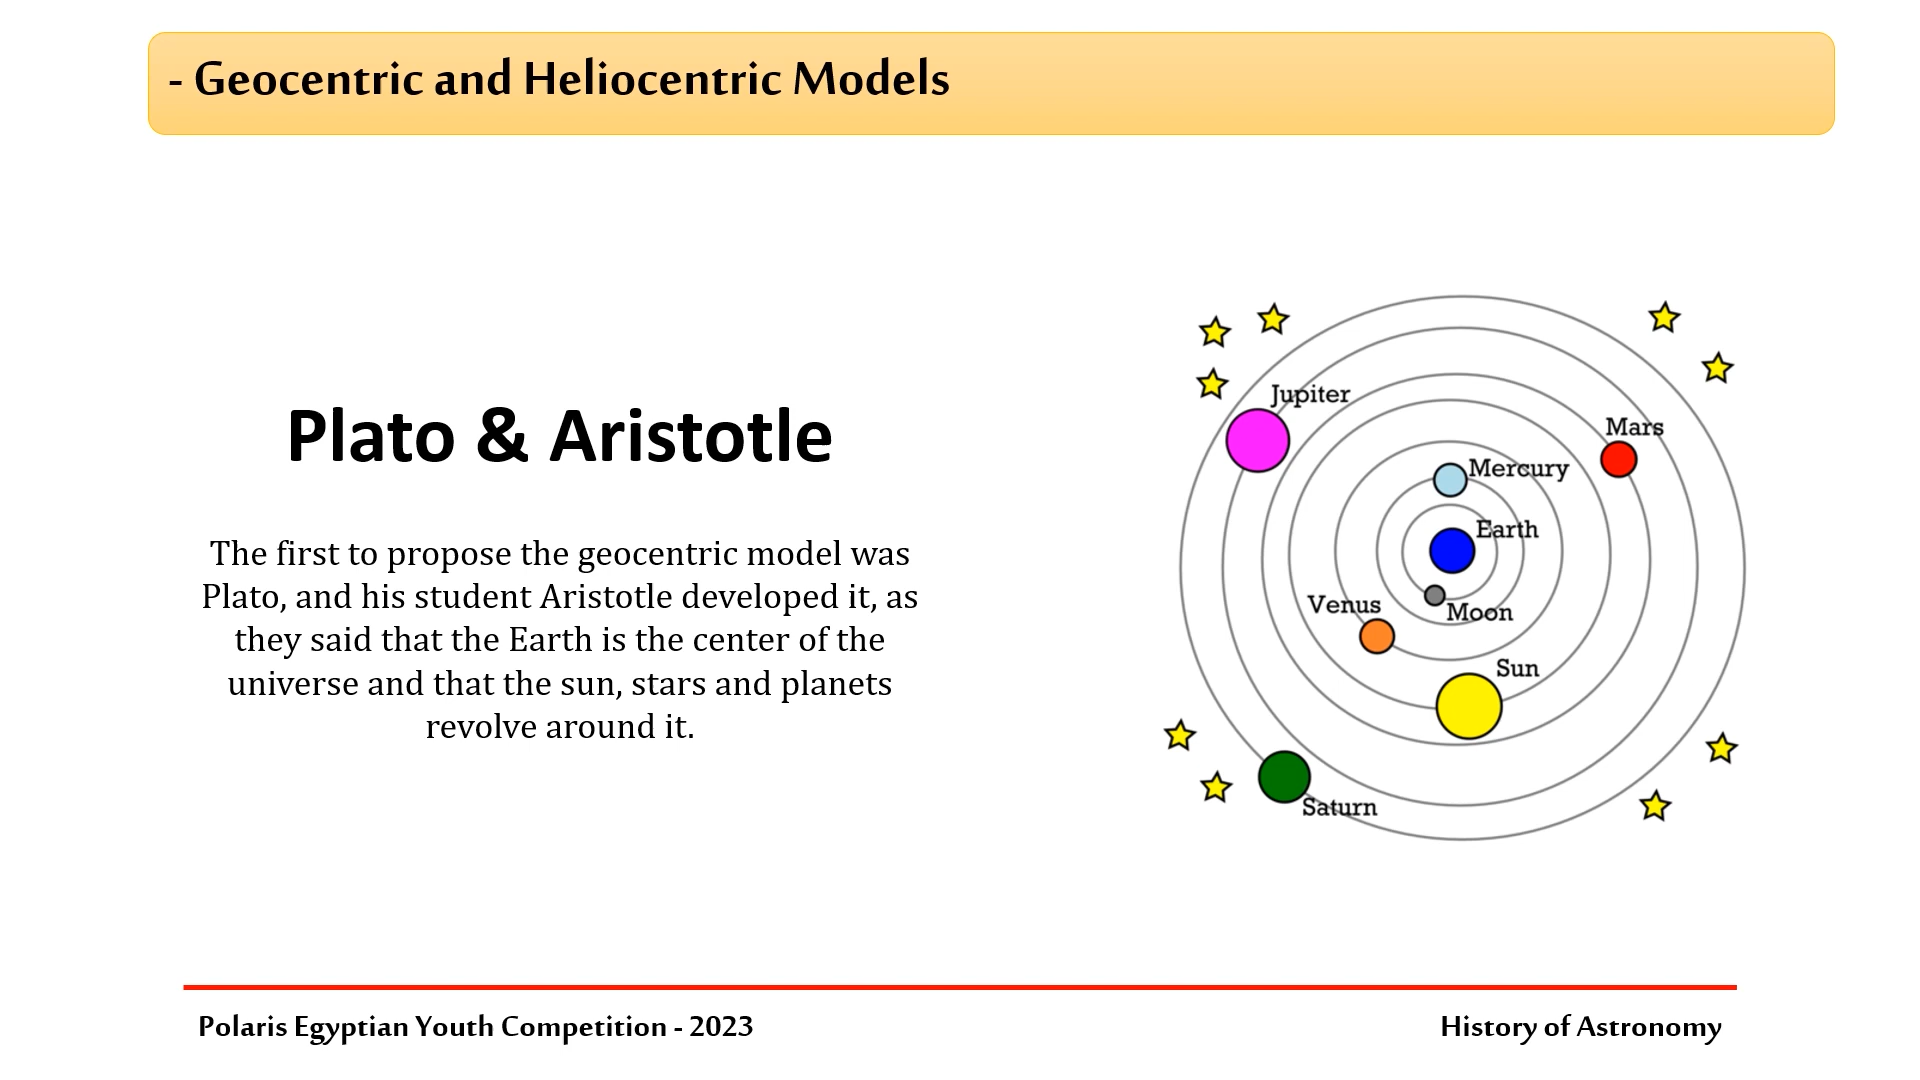 - Geocentric and Heliocentric Models
Plato & Aristotle
The first to propose the geocentric model was
Plato, and his student Aristotle developed it, as
they said that the Earth is the center of the
universe and that the sun, stars and planets
revolve around it.
Jupiter
Mars
Mercury
Earth
Venus
Moon
Sun
Saturn
Polaris Egyptian Youth Competition - 2023
History of Astronomy